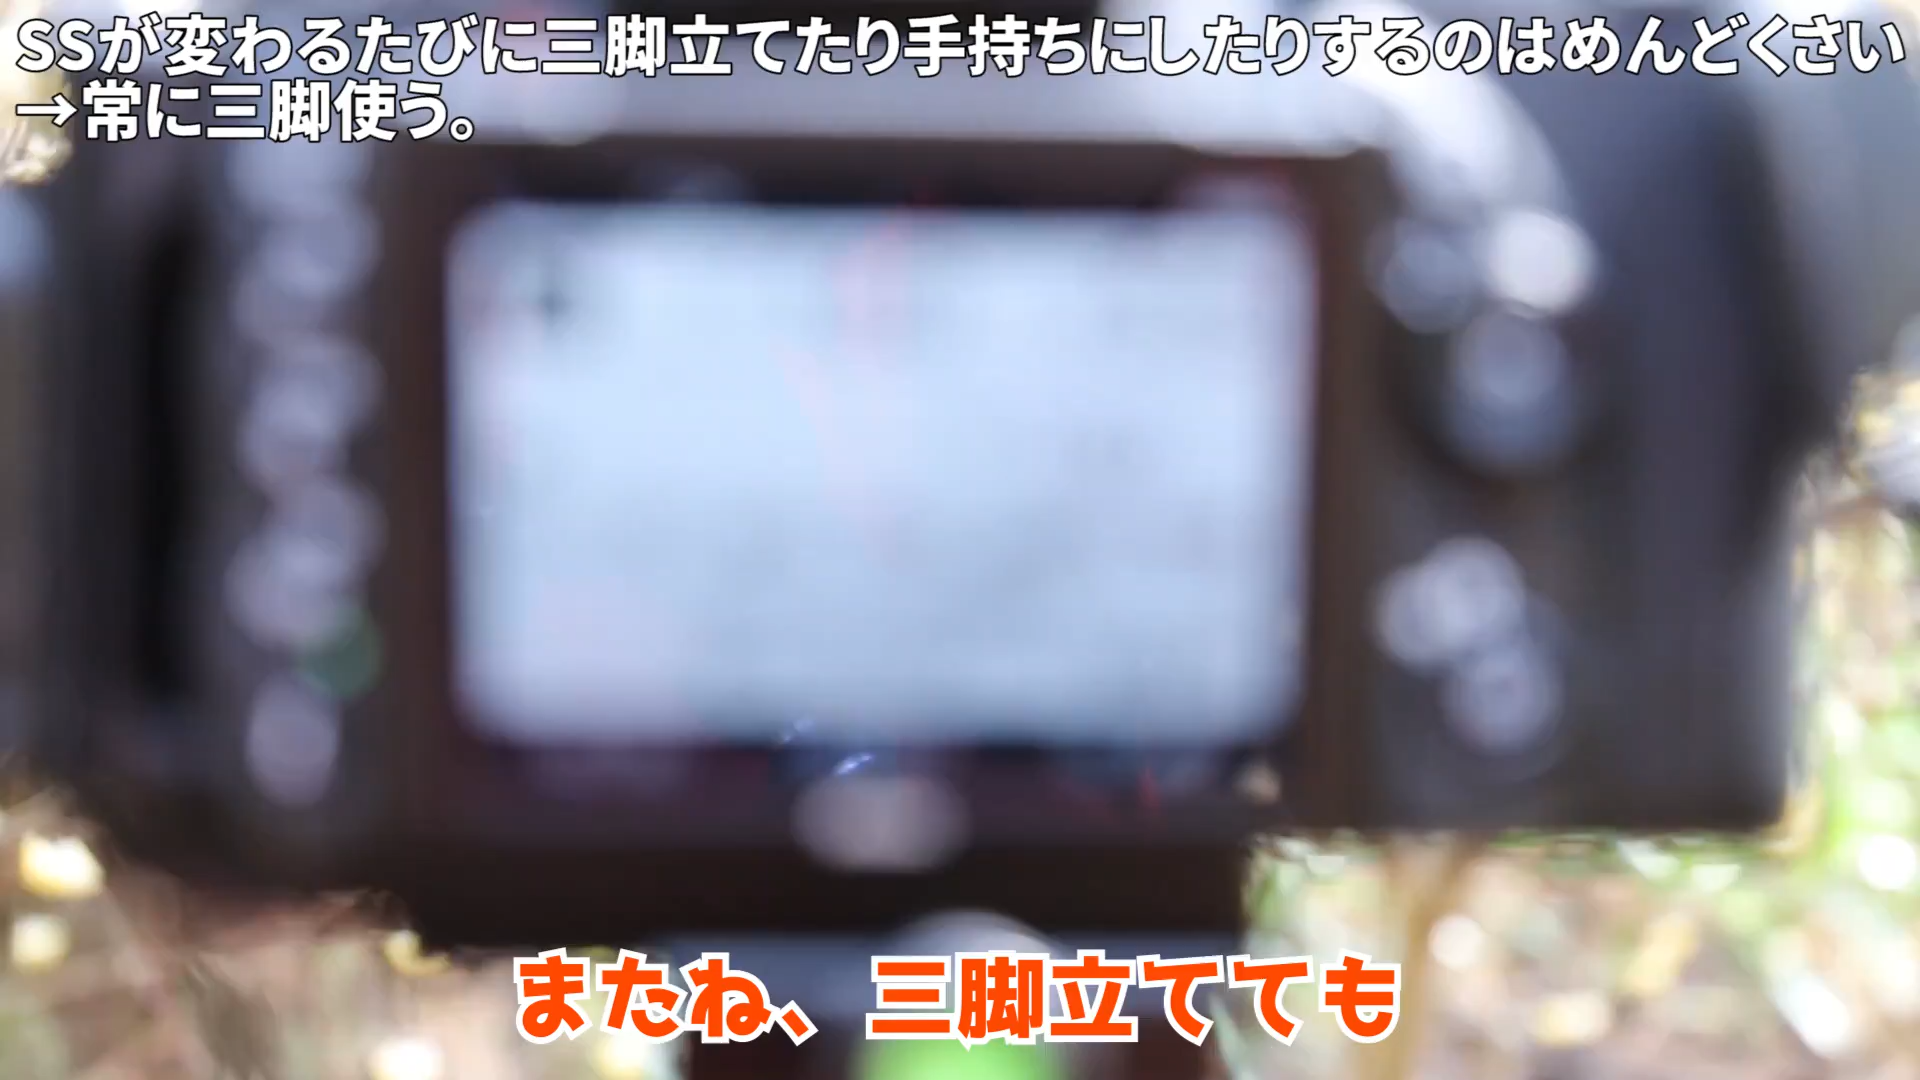 SSが変わるたびに三脚立てたり手持ちにしたりするのはめんどくさい
→常に三脚使う。
またね、三脚立てても